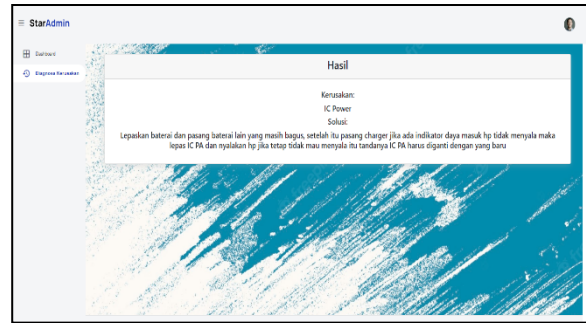 StarAdmin
Dashboard
Diagnosa Kerusakan
Hasil
Kerusakan:
IC Power
Solusi:
Lepaskan baterai dan pasang baterai lain yang masih bagus, setelah itu pasang charger jika ada indikator daya masuk hp tidak menyala maka
lepas IC PA dan nyalakan hp jika tetap tidak mau menyala itu tandanya IC PA harus diganti dengan yang baru